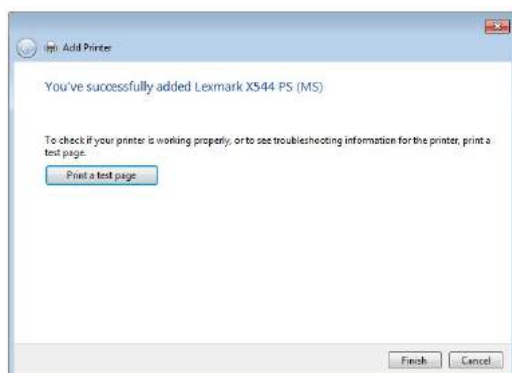 Add Printer
You've successfully added Lexmark X544 PS (MS)
To check if your printer is working properly, or to see troubleshooting information for the printer, print a
test page.
Print a test page
Finish Cancel